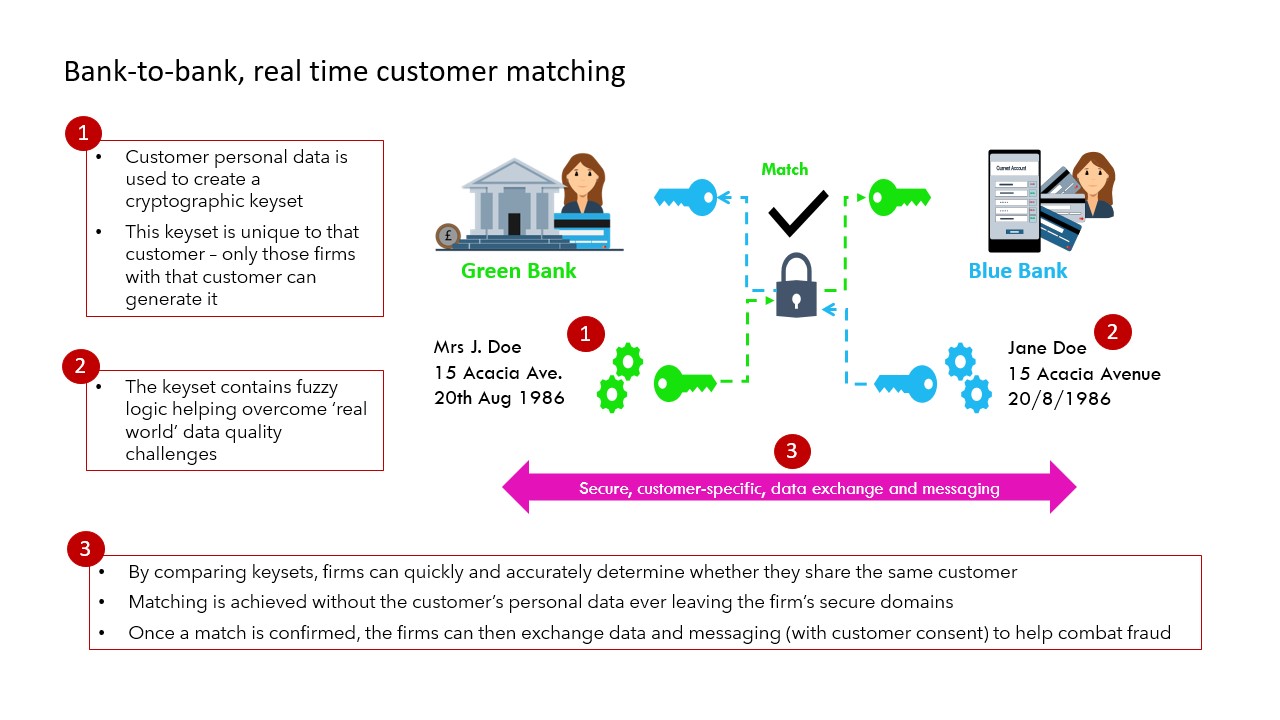 Bank-to-bank, real time customer matching
1
• Customer personal data is
used to create a
cryptographic keyset
• This keyset is unique to that
customer – only those firms
with that customer can
generate it
2
• The keyset contains fuzzy
logic helping overcome ‘real
world’ data quality
challenges
£
Green Bank
Match
Current Account
Blue Bank
1
Mrs J. Doe
15 Acacia Ave.
20th Aug 1986
2
Jane Doe
15 Acacia Avenue
20/8/1986
3
Secure, customer-specific, data exchange and messaging
3
• By comparing keysets, firms can quickly and accurately determine whether they share the same customer
• Matching is achieved without the customer’s personal data ever leaving the firm’s secure domains
• Once a match is confirmed, the firms can then exchange data and messaging (with customer consent) to help combat fraud